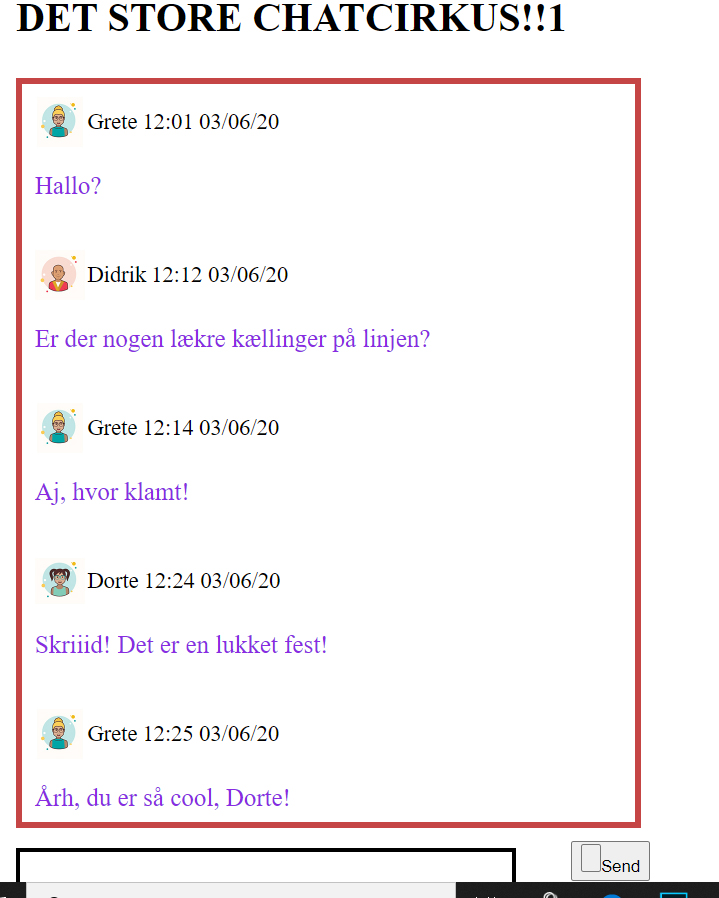 DET STORE CHATCIRKUS!!1
Grete 12:01 03/06/20
Hallo?
Didrik 12:12 03/06/20
Er der nogen lækre kællinger på linjen?
Grete 12:14 03/06/20
Aj, hvor klamt!
Dorte 12:24 03/06/20
Skriiid! Det er en lukket fest!
Grete 12:25 03/06/20
Årh, du er så cool, Dorte!
Send